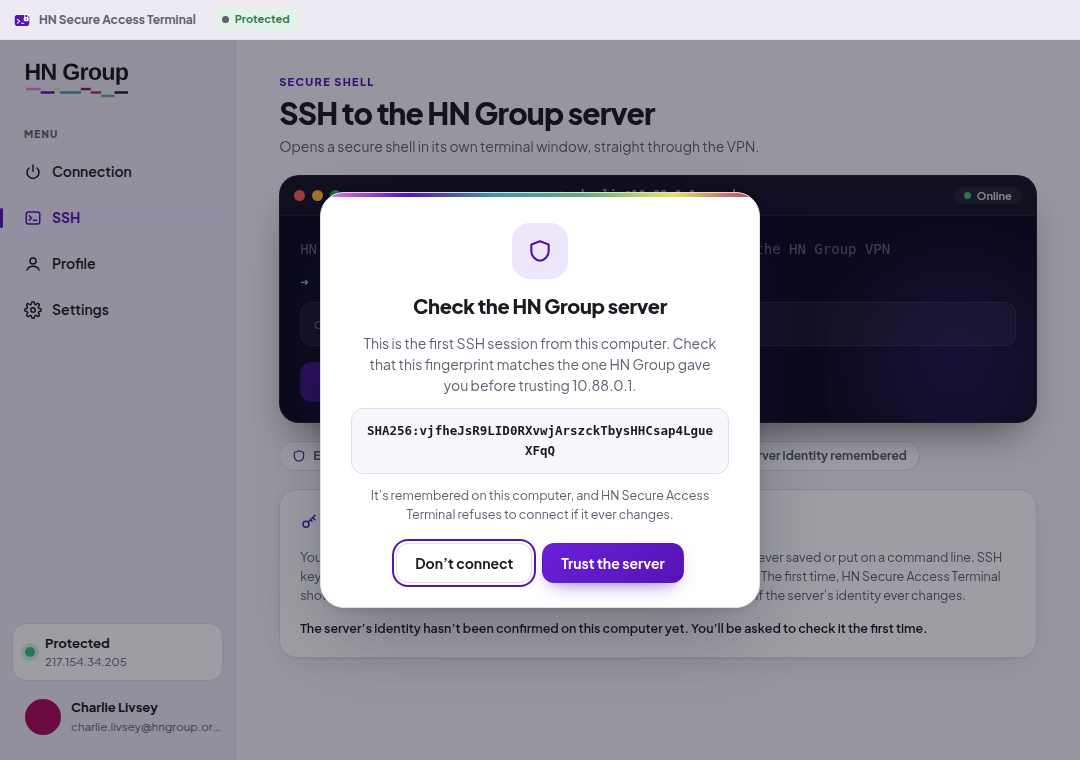 HN Secure Access Terminal
Protected
HN Group
MENU
Connection
SSH
Profile
Settings
Protected
217.154.34.205
Charlie Livsey
charlie.livsey@hngroup.or…
SECURE SHELL
SSH to the HN Group server
Opens a secure shell in its own terminal window, straight through the VPN.
Online
HN
the HN Group VPN
➜
Check the HN Group server
This is the first SSH session from this computer. Check
that this fingerprint matches the one HN Group gave
you before trusting 10.88.0.1.
SHA256:vjfheJsR9LID0RXvwjArszckTbysHHCsap4Lgue
XFqQ
It’s remembered on this computer, and HN Secure Access
Terminal refuses to connect if it ever changes.
Don’t connect
Trust the server
identity remembered
ever saved or put on a command line. SSH
The first time, HN Secure Access Terminal
if the server’s identity ever changes.
The server’s identity hasn’t been confirmed on this computer yet. You’ll be asked to check it the first time.